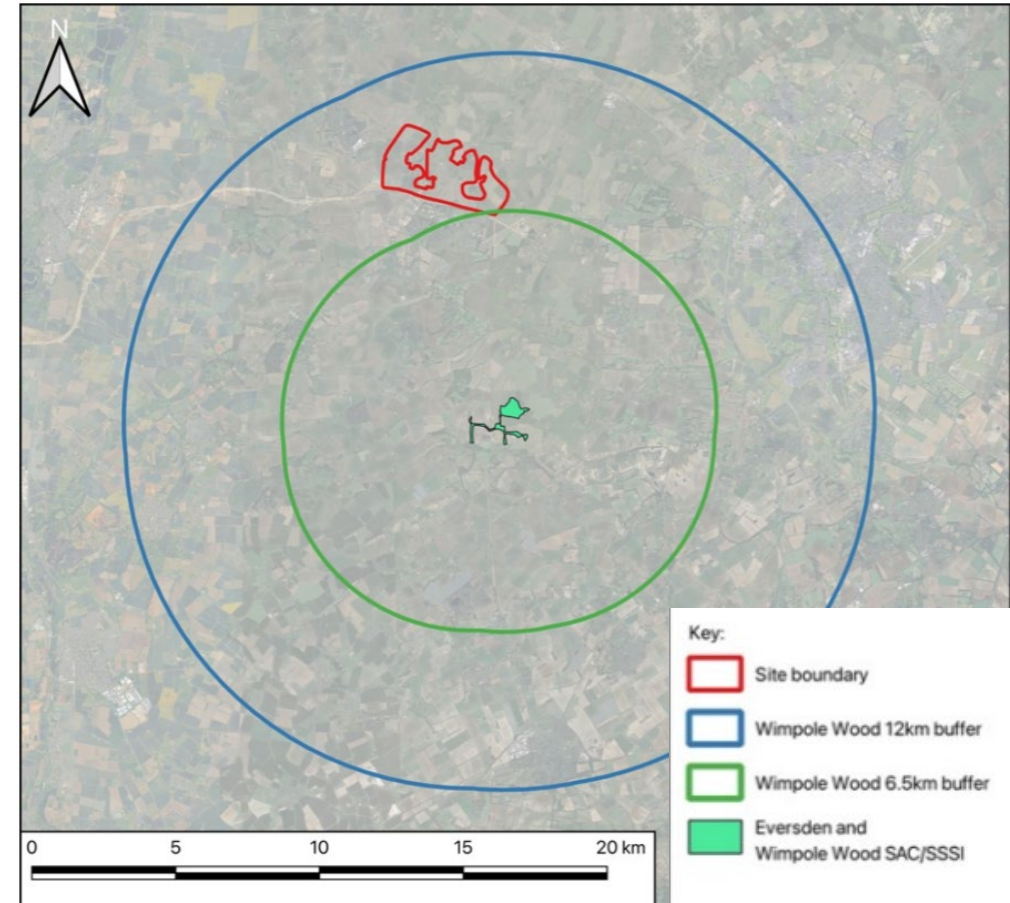 N
Key:
Site boundary
Wimpole Wood 12km buffer
Wimpole Wood 6.5km buffer
Eversden and
Wimpole Wood SAC/SSSI
0 5 10 15 20 km